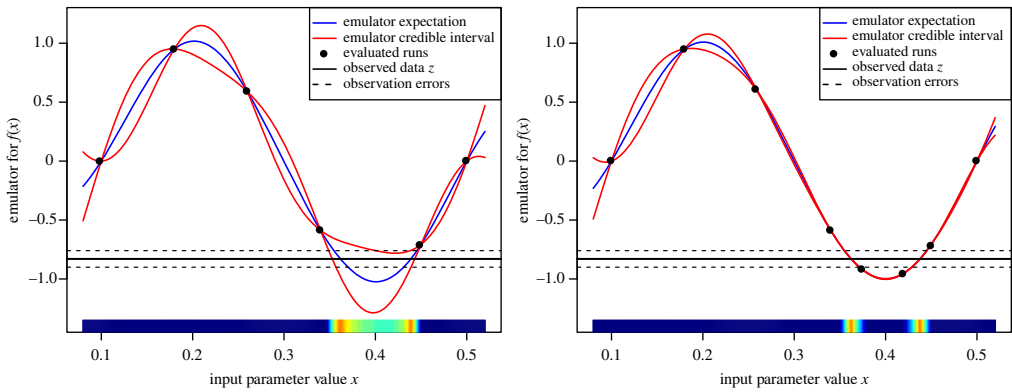 emulator expectation
emulator credible interval
evaluated runs
observed data z
observation errors
1.0
0.5
0
–0.5
–1.0
emulator for f(x)
0.1
0.2
0.3
0.4
0.5
input parameter value x
emulator expectation
emulator credible interval
evaluated runs
observed data z
observation errors
1.0
0.5
0
–0.5
–1.0
emulator for f(x)
0.1
0.2
0.3
0.4
0.5
input parameter value x